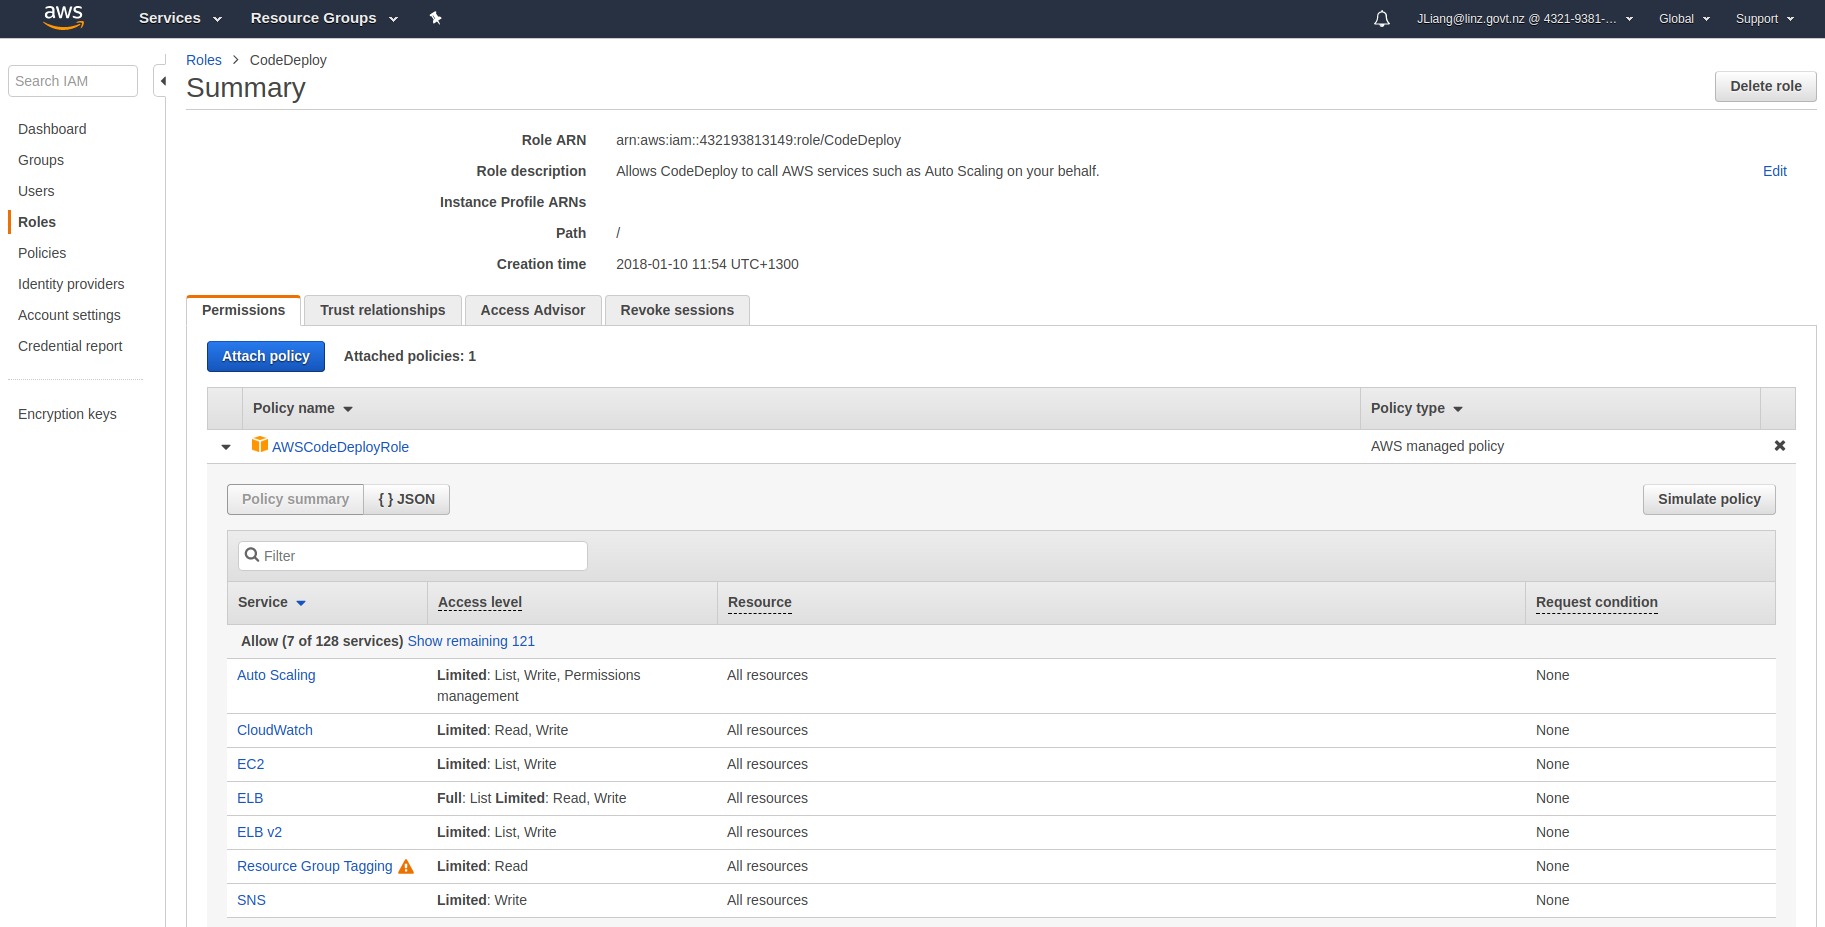 aws Services Resource Groups JLiang@linz.govt.nz @ 4321-9381-... Global Support
Search IAM
Dashboard
Groups
Users
Roles
Policies
Identity providers
Account settings
Credential report
Encryption keys
Roles > CodeDeploy
Summary
Delete role
Role ARN arn:aws:iam::432193813149:role/CodeDeploy
Role description Allows CodeDeploy to call AWS services such as Auto Scaling on your behalf. Edit
Instance Profile ARNs
Path /
Creation time 2018-01-10 11:54 UTC+1300
Permissions Trust relationships Access Advisor Revoke sessions
Attach policy Attached policies: 1
Policy name Policy type
AWSCodeDeployRole AWS managed policy
Policy summary { } JSON Simulate policy
Filter
Service Access level Resource Request condition
Allow (7 of 128 services) Show remaining 121
Auto Scaling Limited: List, Write, Permissions All resources None
management
CloudWatch Limited: Read, Write All resources None
EC2 Limited: List, Write All resources None
ELB Full: List Limited: Read, Write All resources None
ELB v2 Limited: List, Write All resources None
Resource Group Tagging Limited: Read All resources None
SNS Limited: Write All resources None